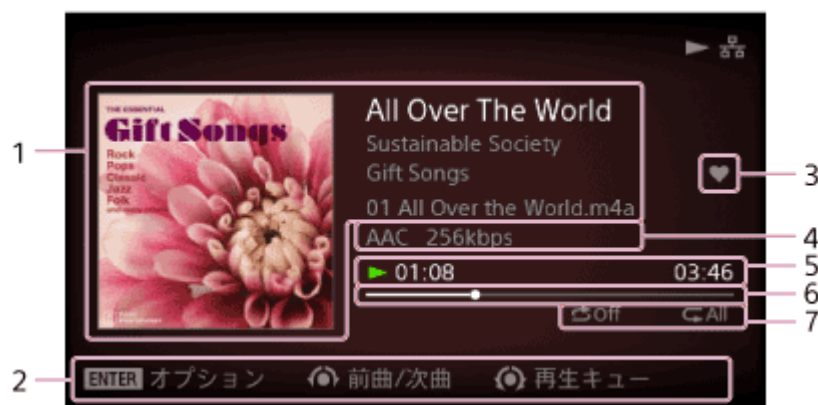 THE ESSENTIAL
Gift Songs
Rock
Pops
Classic
Jazz
Folk
All Over The World
Sustainable Society
Gift Songs
01 All Over the World.m4a
AAC 256kbps
01:08 03:46
Off All
ENTER オプション 前曲/次曲 再生キュー
1
2
3
4
5
6
7